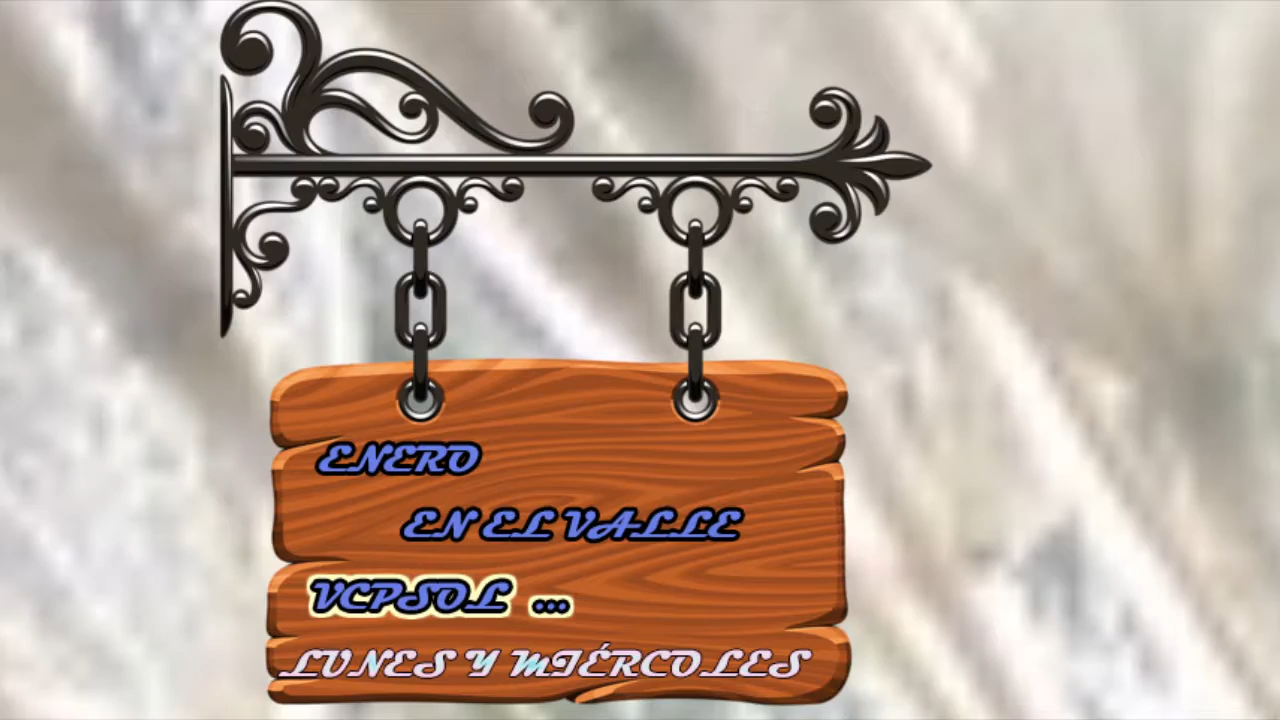 ENERO
EN EL VALLE
VCPSOL ...
LUNES Y MIÉRCOLES